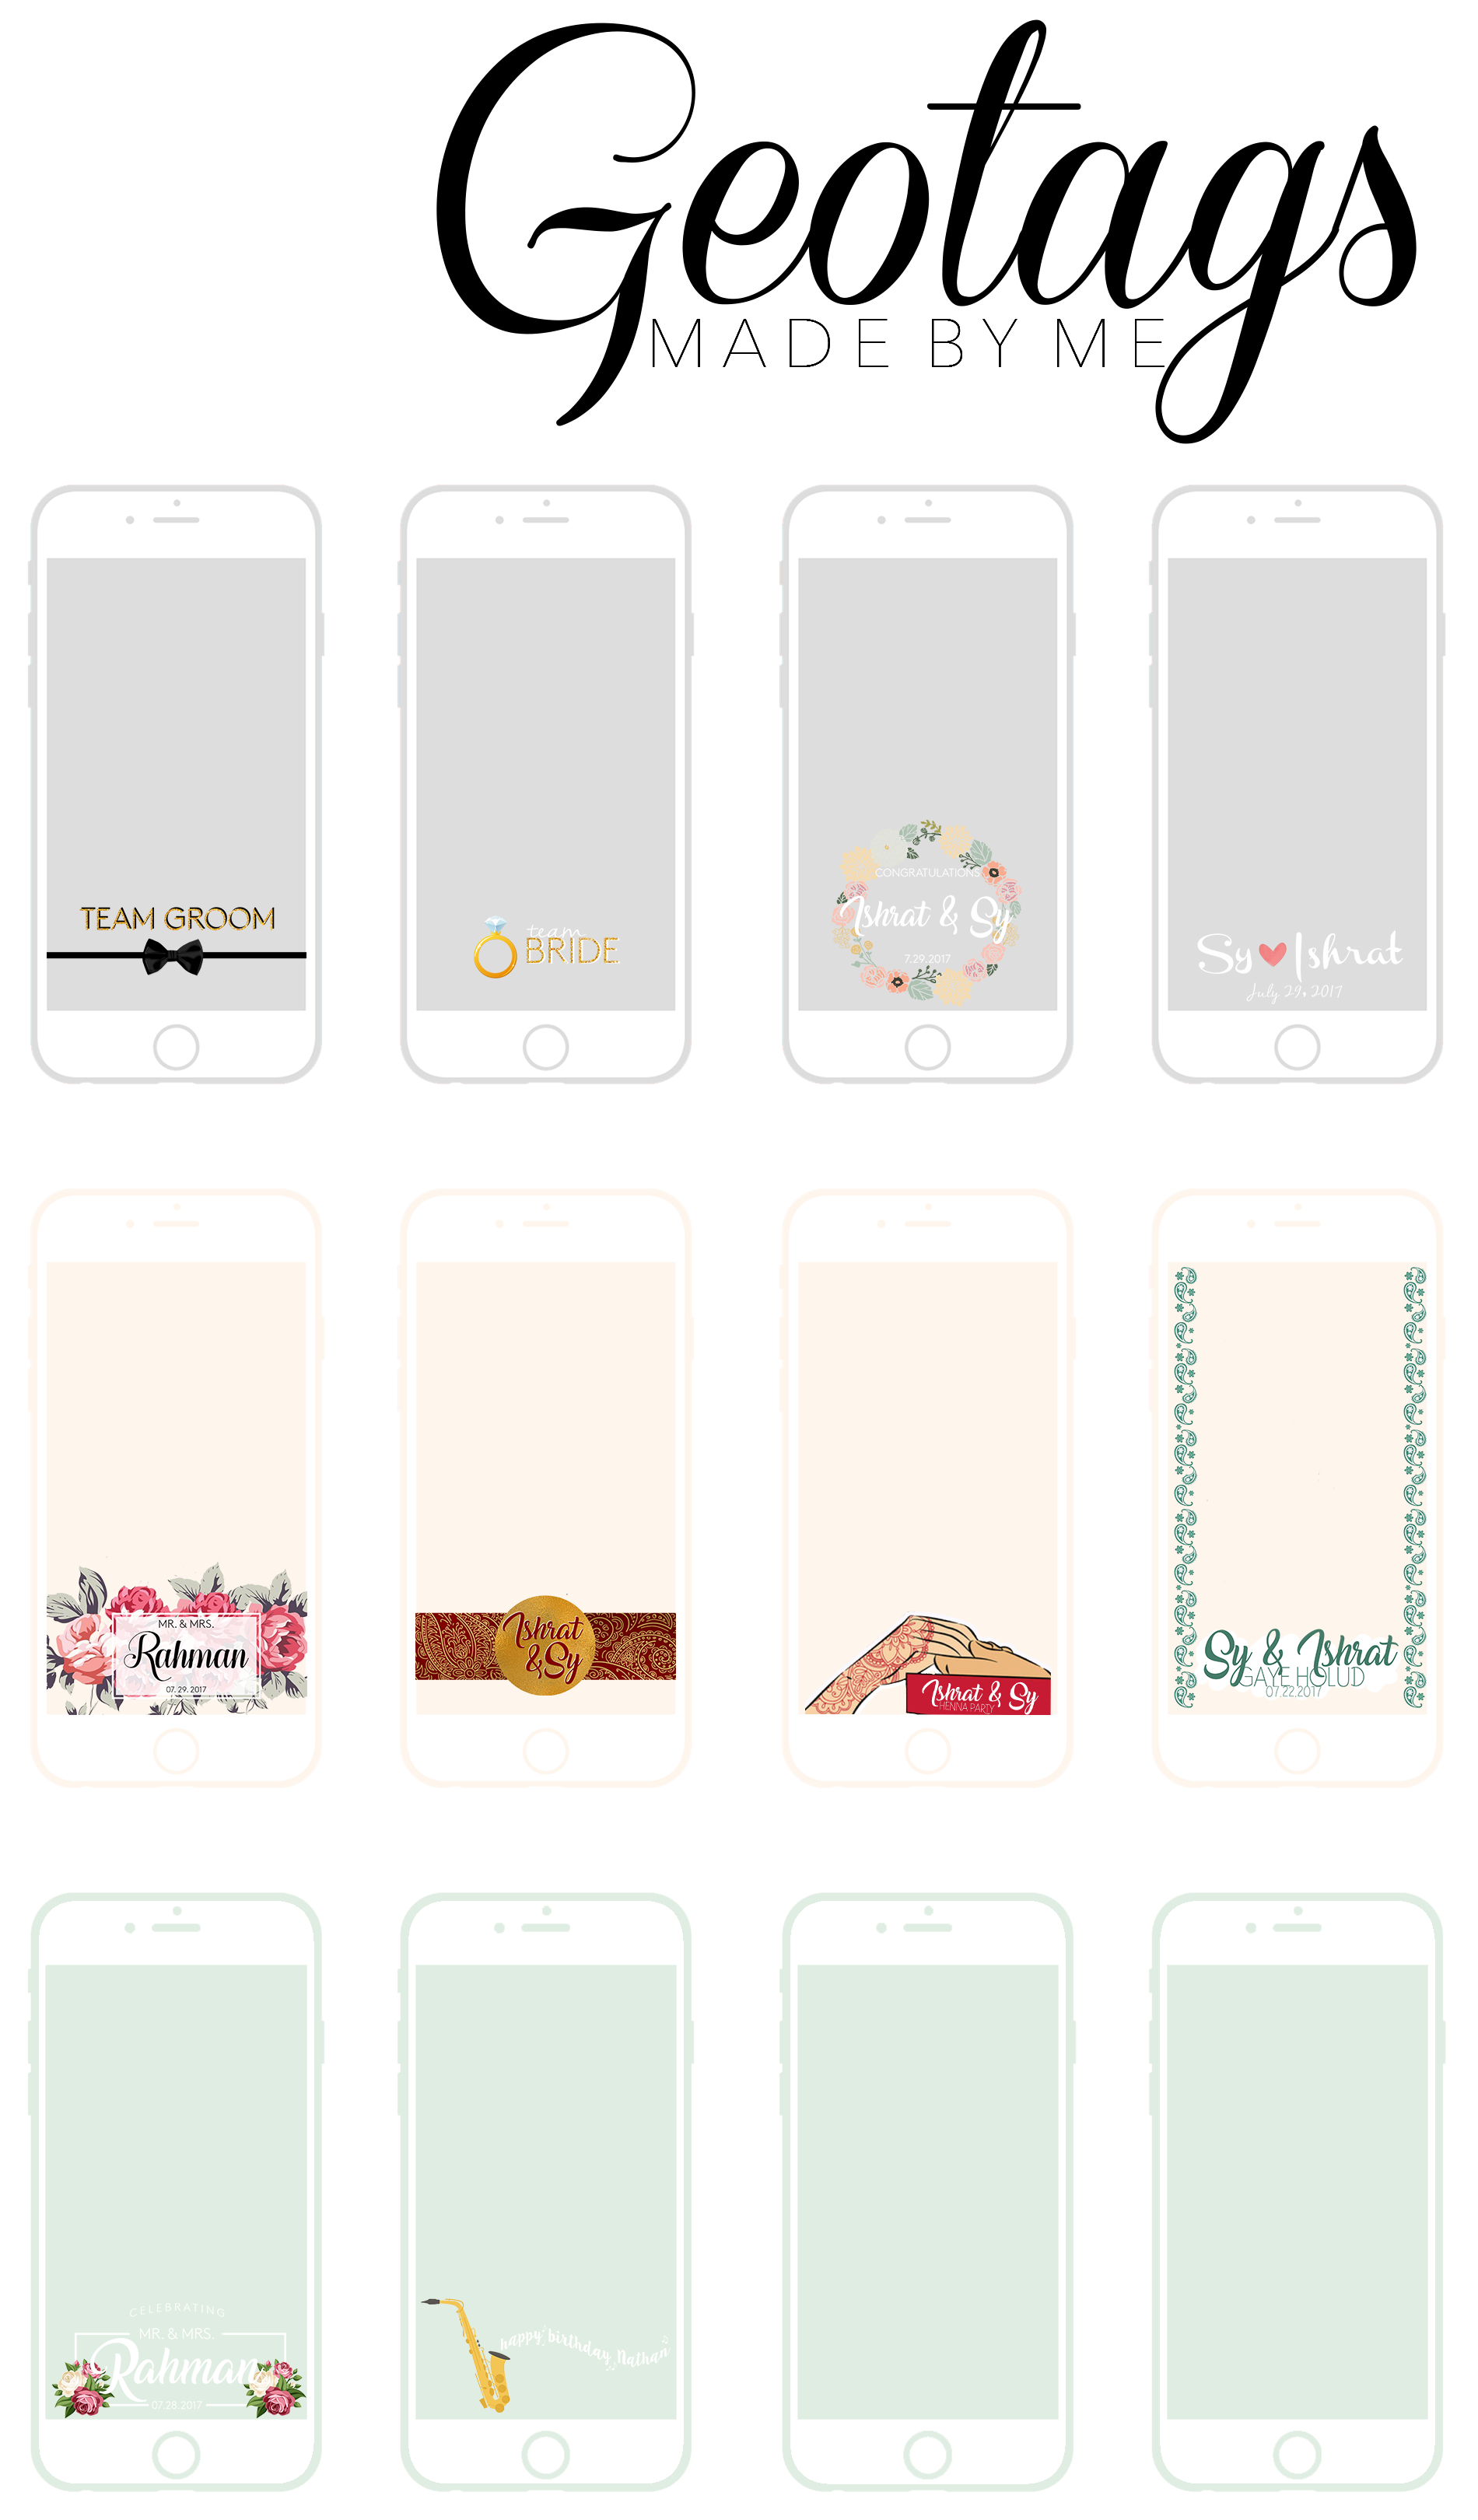 Geotags
MADE BY ME
TEAM GROOM
team
BRIDE
CONGRATULATIONS
Ishrat & Sy
7.29.2017
Sy Ishrat
July 29, 2017
MR. & MRS.
Rahman
07. 29. 2017
Ishrat
& Sy
Ishrat & Sy
HENNA PARTY
Sy & Ishrat
GAYE HOLUD
07.22.2017
CELEBRATING
MR. & MRS.
Rahman
07.28.2017
happy birthday Nathan